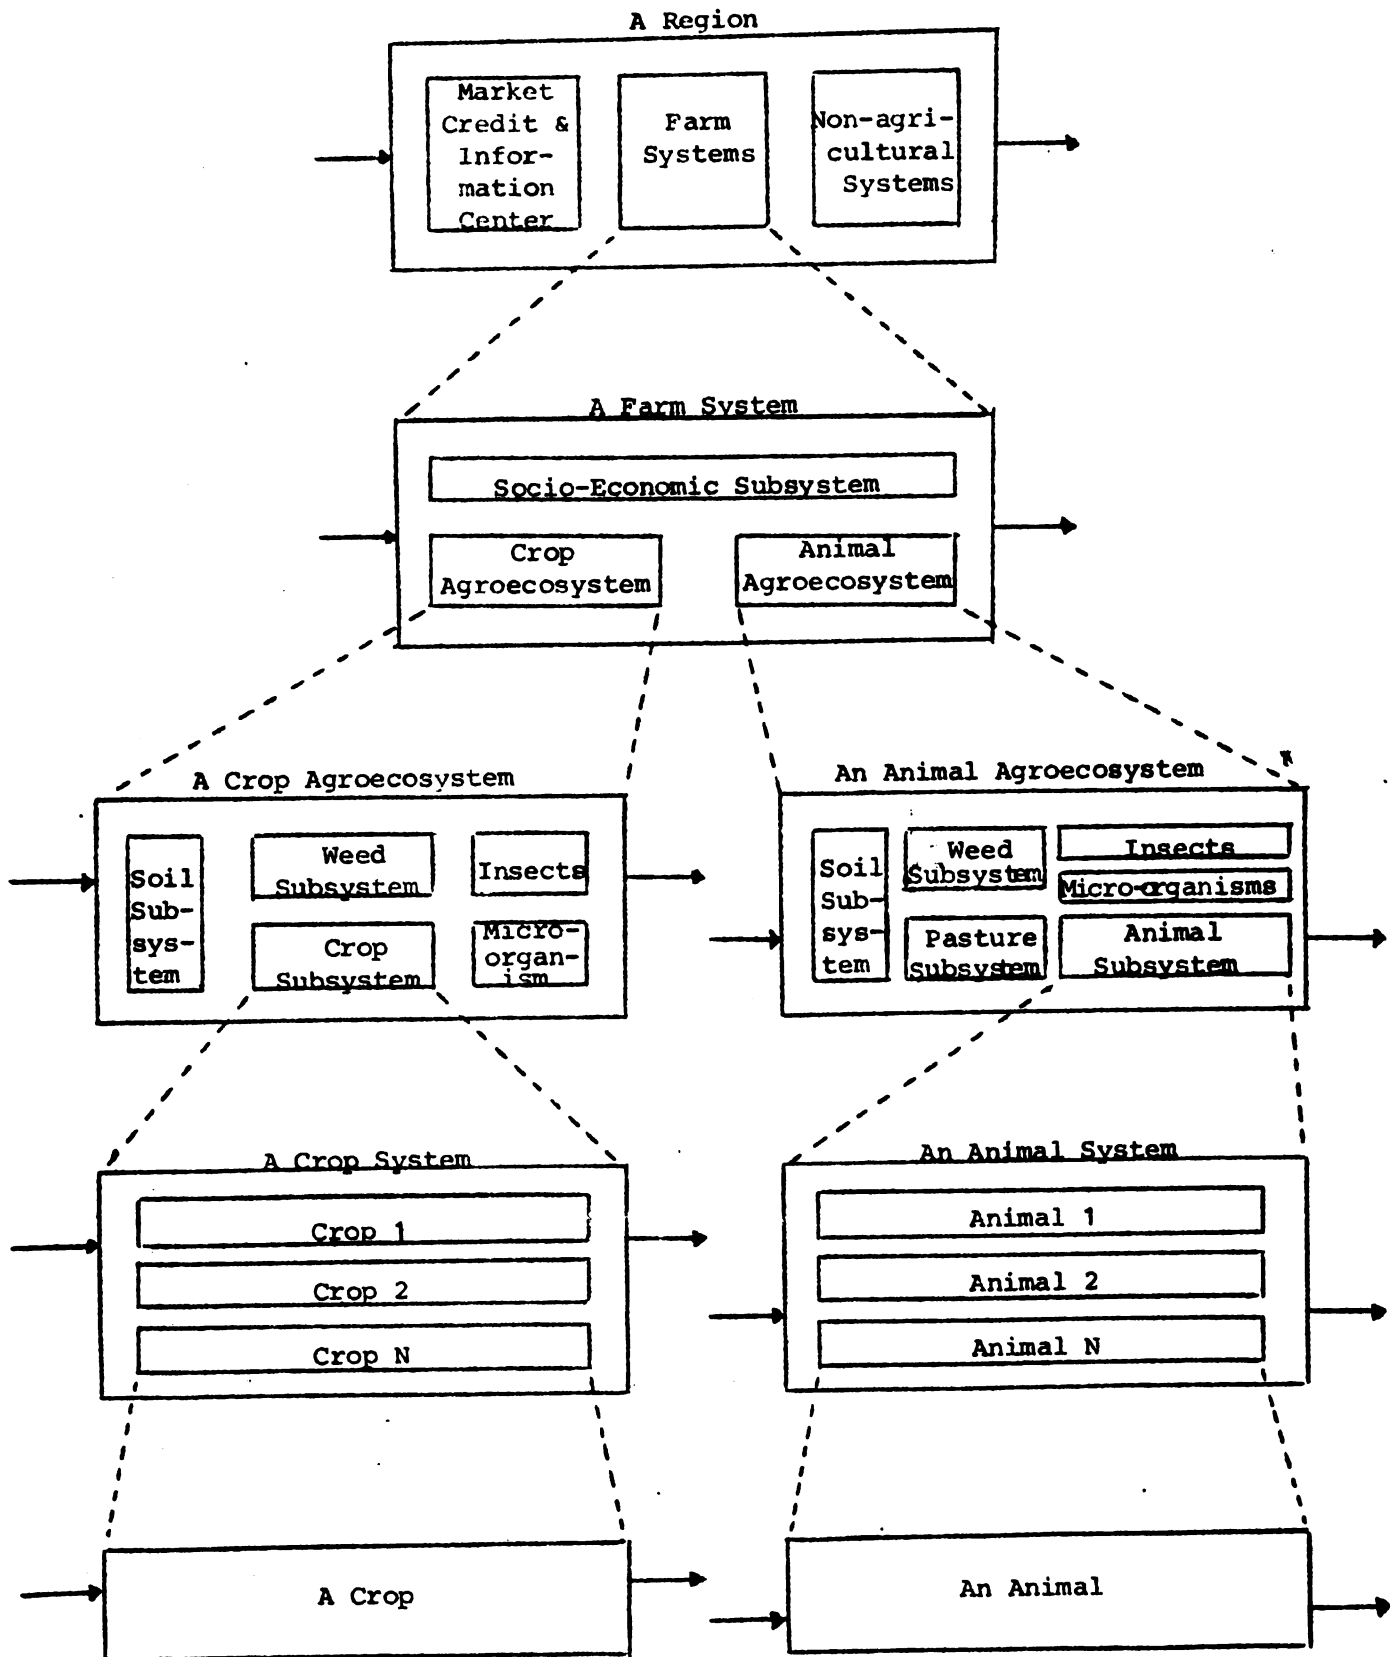 A Region
Market
Credit &
Infor-
mation
Center
Farm
Systems
Non-agri-
cultural
Systems
A Farm System
Socio-Economic Subsystem
Crop
Agroecosystem
Animal
Agroecosystem
A Crop Agroecosystem
Soil
Sub-
sys-
tem
Weed
Subsystem
Crop
Subsystem
Insects
Micro-
organ-
ism
An Animal Agroecosystem
Soil
Sub-
sys-
tem
Weed
Subsystem
Pasture
Subsystem
Insects
Micro-organisms
Animal
Subsystem
A Crop System
Crop 1
Crop 2
Crop N
An Animal System
Animal 1
Animal 2
Animal N
A Crop
An Animal